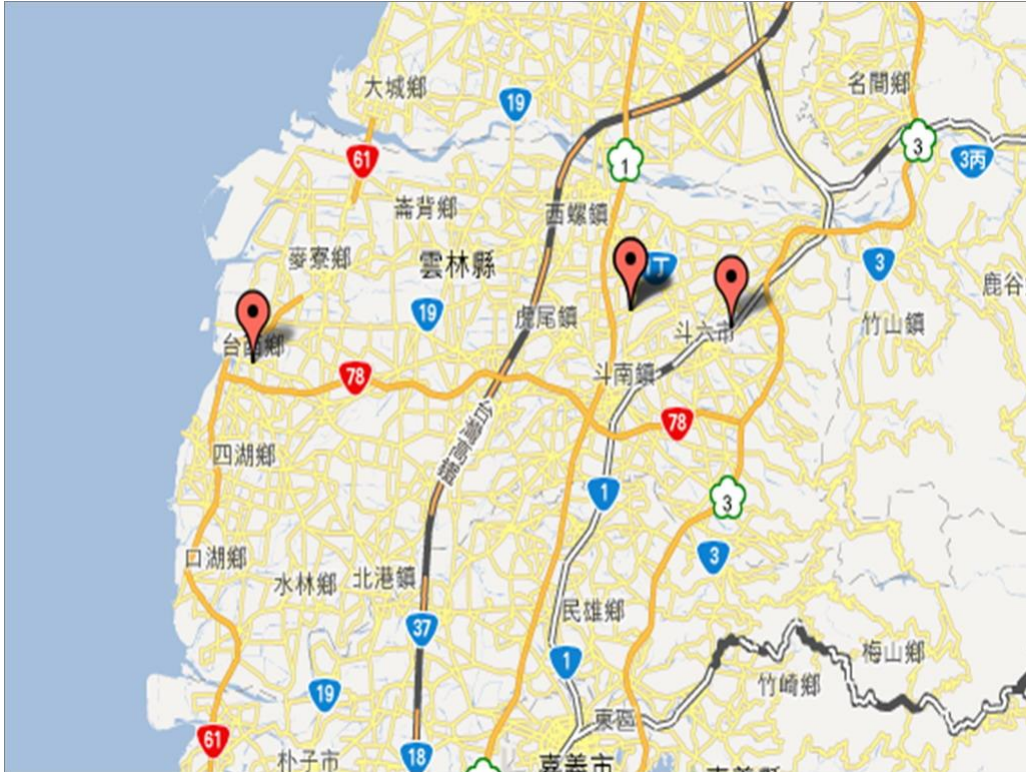 大城鄉
19
名間鄉
61
1
3
3丙
崙背鄉
西螺鎮
麥寮鄉
雲林縣
丁
3
鹿谷
19
虎尾鎮
斗六市
竹山鎮
台西鄉
78
斗南鎮
78
台灣高鐵
四湖鄉
1
3
3
口湖鄉
水林鄉
北港鎮
民雄鄉
37
1
梅山鄉
竹崎鄉
19
東區
61
朴子市
18
嘉義市